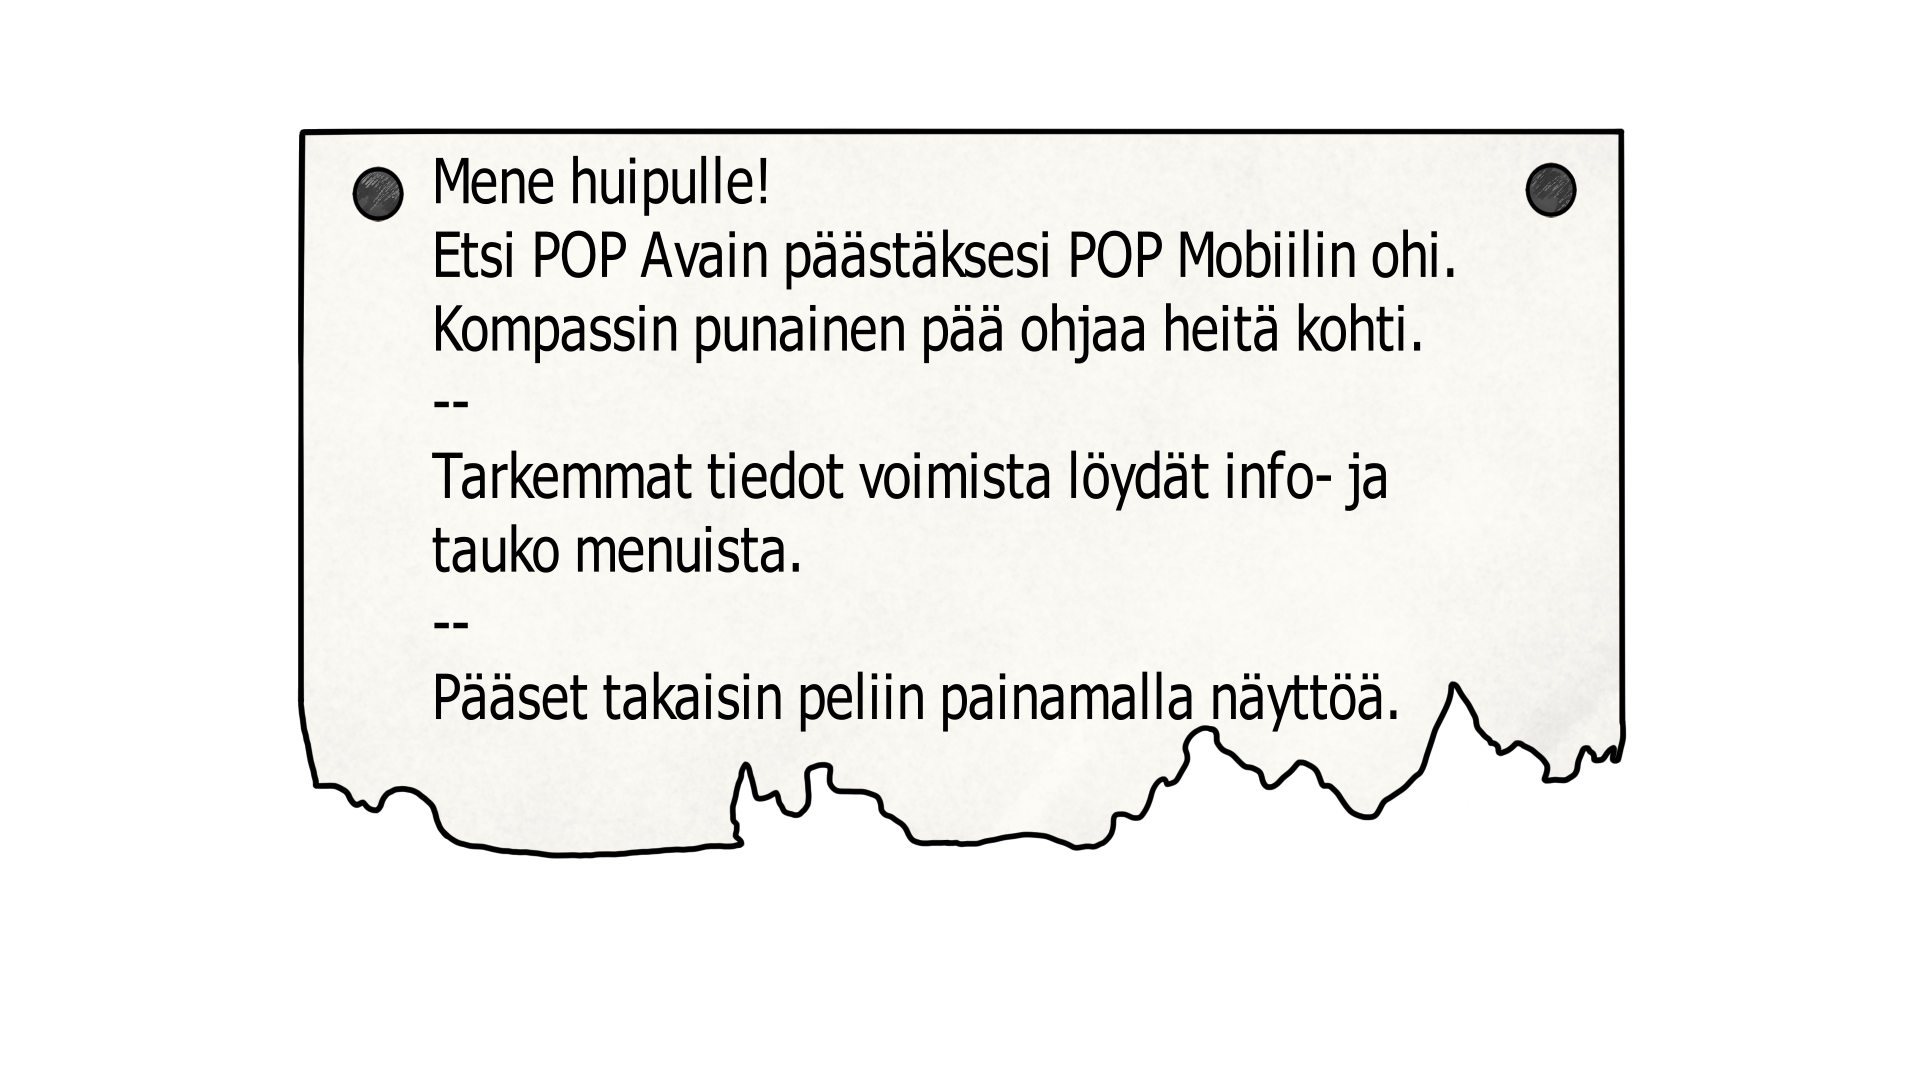 Mene huipulle!
Etsi POP Avain päästäksesi POP Mobiilin ohi.
Kompassin punainen pää ohjaa heitä kohti.
--
Tarkemmat tiedot voimista löydät info- ja
tauko menuista.
--
Pääset takaisin peliin painamalla näyttöä.